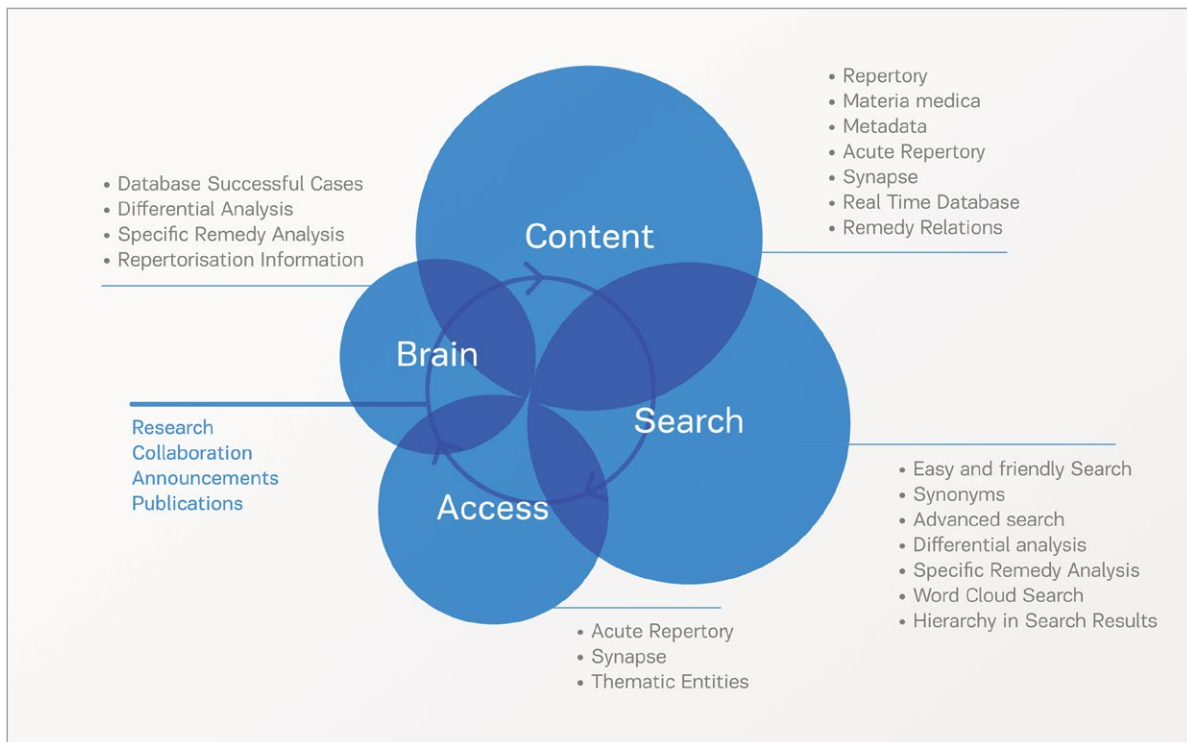 • Repertory
• Materia medica
• Metadata
• Acute Repertory
• Synapse
• Real Time Database
• Remedy Relations
• Database Successful Cases
• Differential Analysis
• Specific Remedy Analysis
• Repertorisation Information
Content
Brain
Search
Access
Research
Collaboration
Announcements
Publications
• Easy and friendly Search
• Synonyms
• Advanced search
• Differential analysis
• Specific Remedy Analysis
• Word Cloud Search
• Hierarchy in Search Results
• Acute Repertory
• Synapse
• Thematic Entities